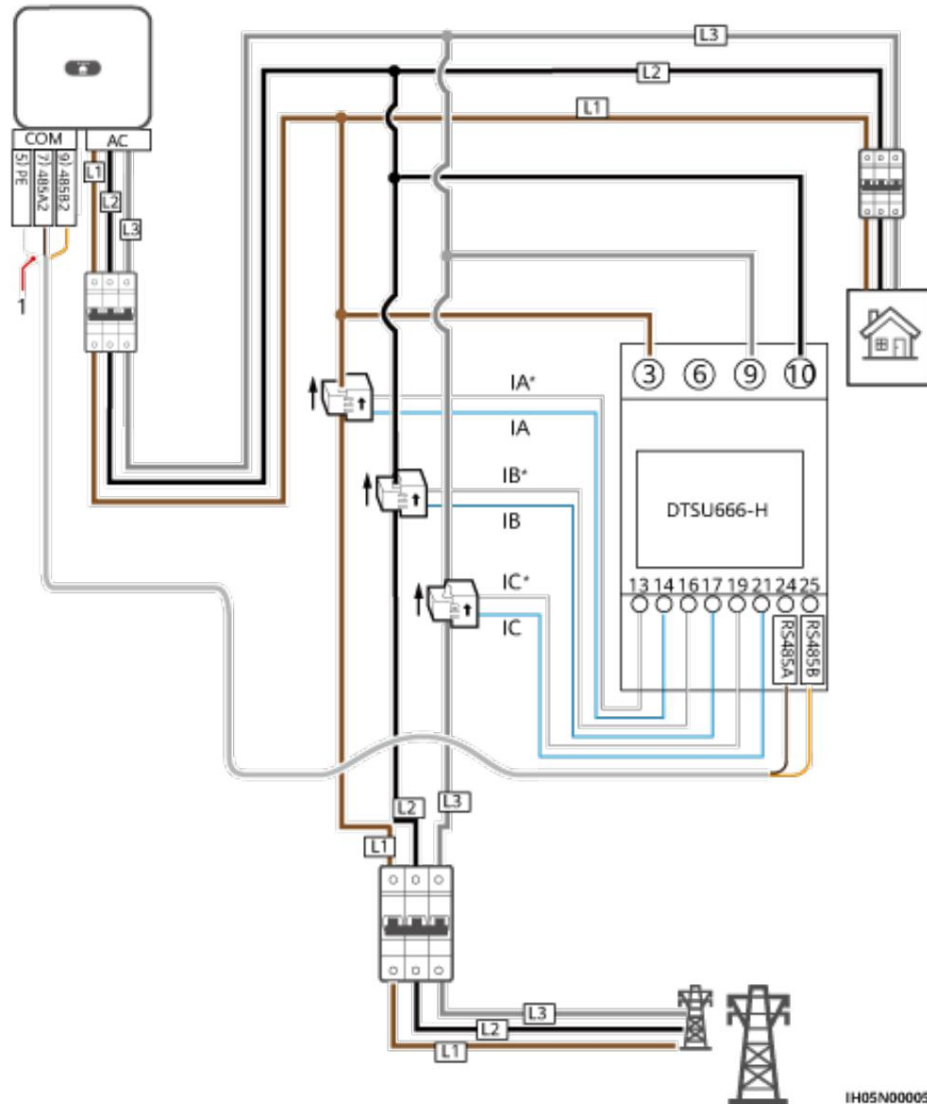 L3
L2
L1
COM
AC
5) PE
7) 485A2
9) 485B2
L1
L2
L3
1
3
6
9
10
IA*
IA
IB*
IB
IC*
IC
DTSU666-H
13 14 16 17 19 21 24 25
RS485A
RS485B
L2
L3
L1
L3
L2
L1
IH05N00005